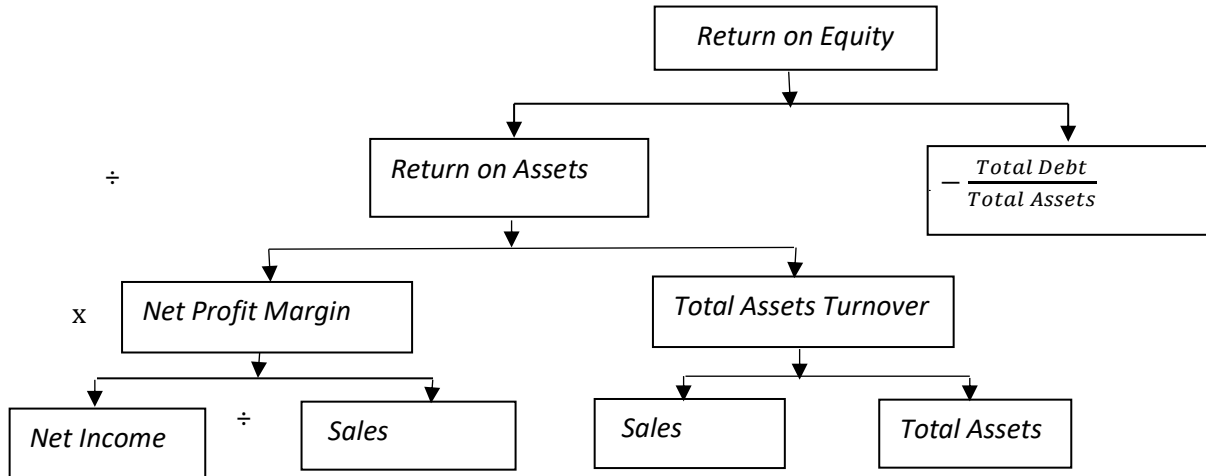 Return on Equity
÷
Return on Assets
. − Total Debt
Total Assets
x
Net Profit Margin
Total Assets Turnover
Net Income
÷
Sales
Sales
Total Assets